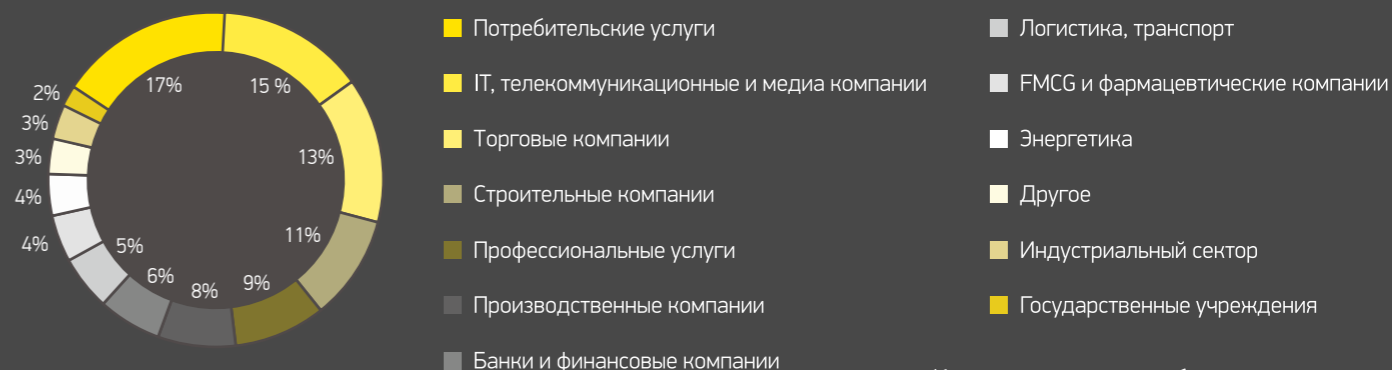 17%
15 %
2%
3%
13%
3%
4%
11%
4%
5%
6%
9%
8%
Потребительские услуги
IT, телекоммуникационные и медиа компании
Торговые компании
Строительные компании
Профессиональные услуги
Производственные компании
Банки и финансовые компании
Логистика, транспорт
FMCG и фармацевтические компании
Энергетика
Другое
Индустриальный сектор
Государственные учреждения